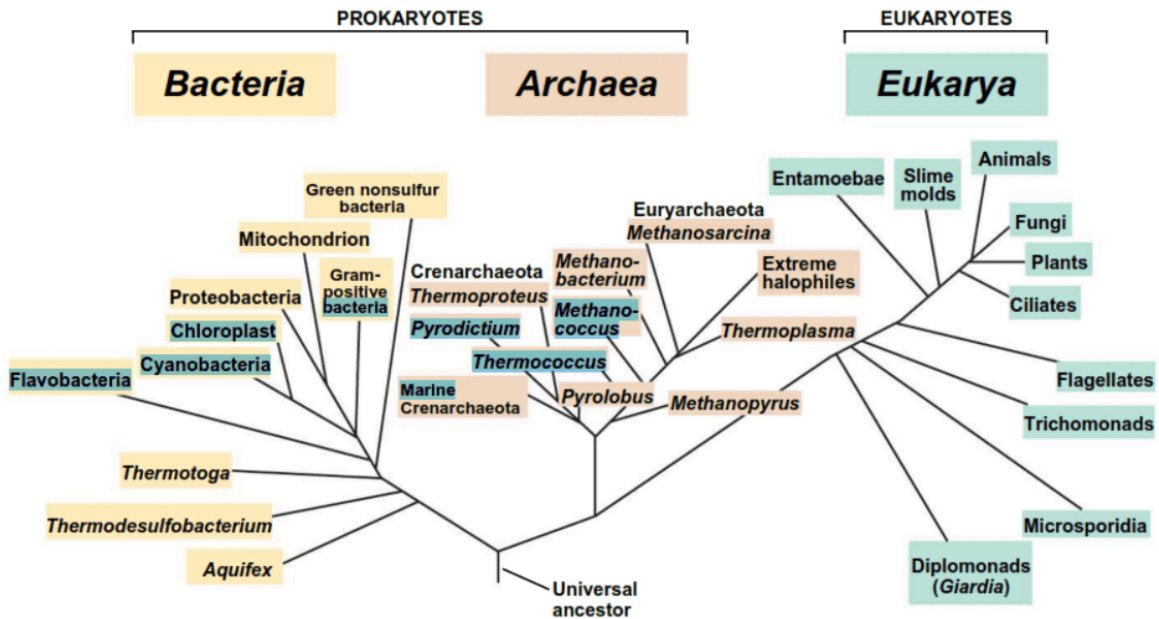 PROKARYOTES
EUKARYOTES
Bacteria
Archaea
Eukarya
Green nonsulfur
bacteria
Mitochondrion
Gram-
positive
bacteria
Proteobacteria
Chloroplast
Cyanobacteria
Flavobacteria
Thermotoga
Thermodesulfobacterium
Aquifex
Crenarchaeota
Thermoproteus
Pyrodictium
Thermococcus
Marine
Crenarchaeota
Pyrolobus
Methano-
bacterium
Methano-
coccus
Euryarchaeota
Methanosarcina
Extreme
halophiles
Thermoplasma
Methanopyrus
Entamoebae
Slime
molds
Animals
Fungi
Plants
Ciliates
Flagellates
Trichomonads
Microsporidia
Diplomonads
(Giardia)
Universal
ancestor